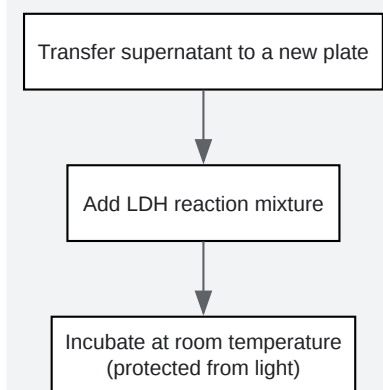 Transfer supernatant to a new plate
Add LDH reaction mixture
Incubate at room temperature
(protected from light)